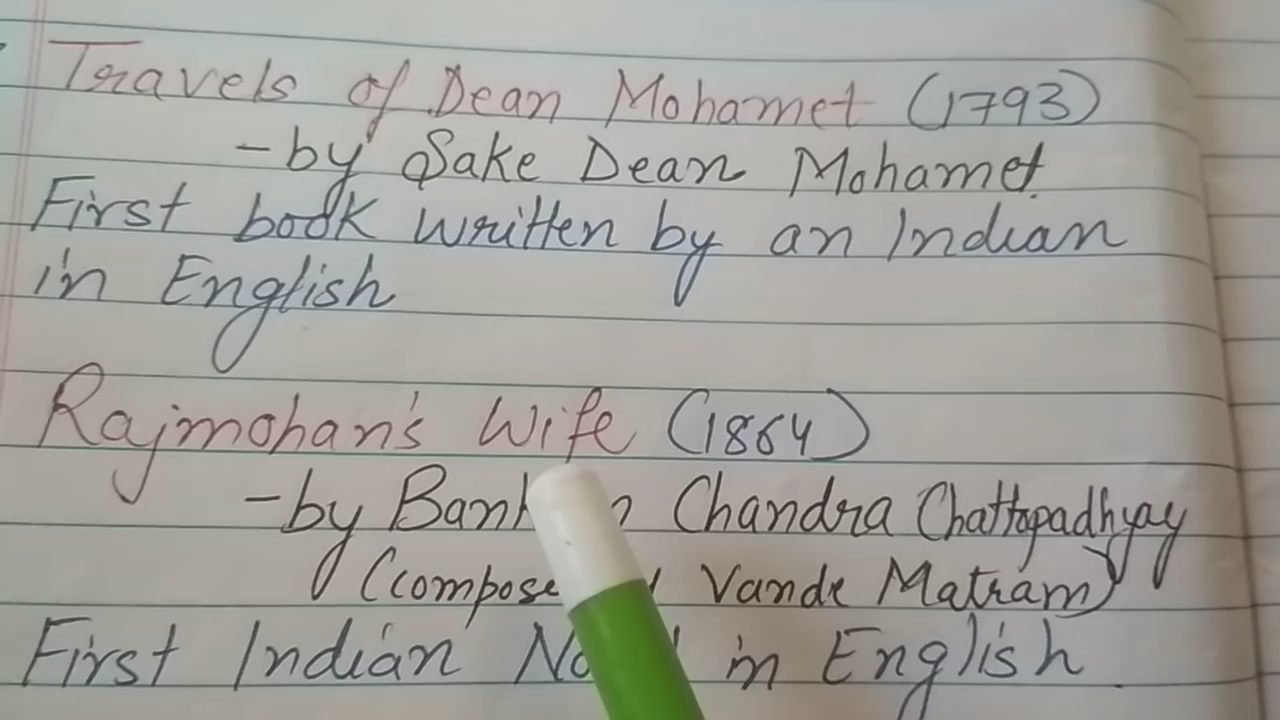 Travels of Dean Mohamet (1793)
-by Sake Dean Mohamet.
First book written by an Indian
in English
Rajmohan's Wife (1864)
-by Chandra Chattopadhyay
( Vande Matram)
First Indian in English.